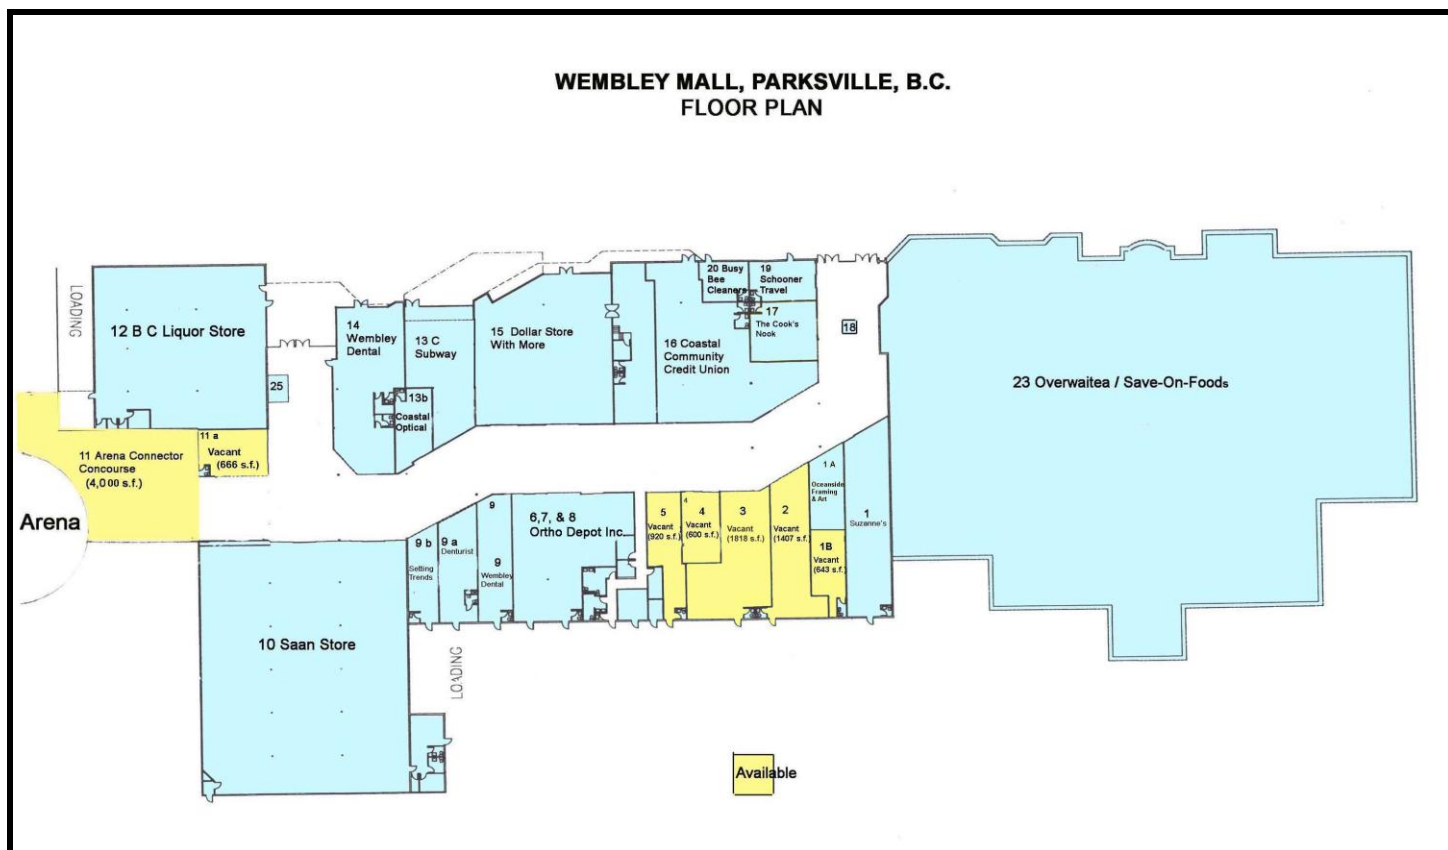 WEMBLEY MALL, PARKSVILLE, B.C.
FLOOR PLAN
LOADING
12 B C Liquor Store
25
14
Wembley
Dental
13 C
Subway
13b
Coastal
Optical
15 Dollar Store
With More
16 Coastal
Community
Credit Union
20 Busy
Bee
Cleaners
19
Schooner
Travel
17
The Cook's
Nook
18
23 Overwaitea / Save-On-Foods
11 Arena Connector
Concourse
(4,000 s.f.)
11 a
Vacant
(666 s.f.)
Arena
9 b
Setting
Trends
9 a
Denturist
9
9
Wembley
Dental
6,7, & 8
Ortho Depot Inc.
5
Vacant
(920 s.f.)
4
4
Vacant
(600 s.f.)
3
Vacant
(1818 s.f.)
2
Vacant
(1407 s.f.)
1 A
Oceanside
Framing
& Art
1B
Vacant
(643 s.f.)
1
Suzanne's
10 Saan Store
LOADING
Available